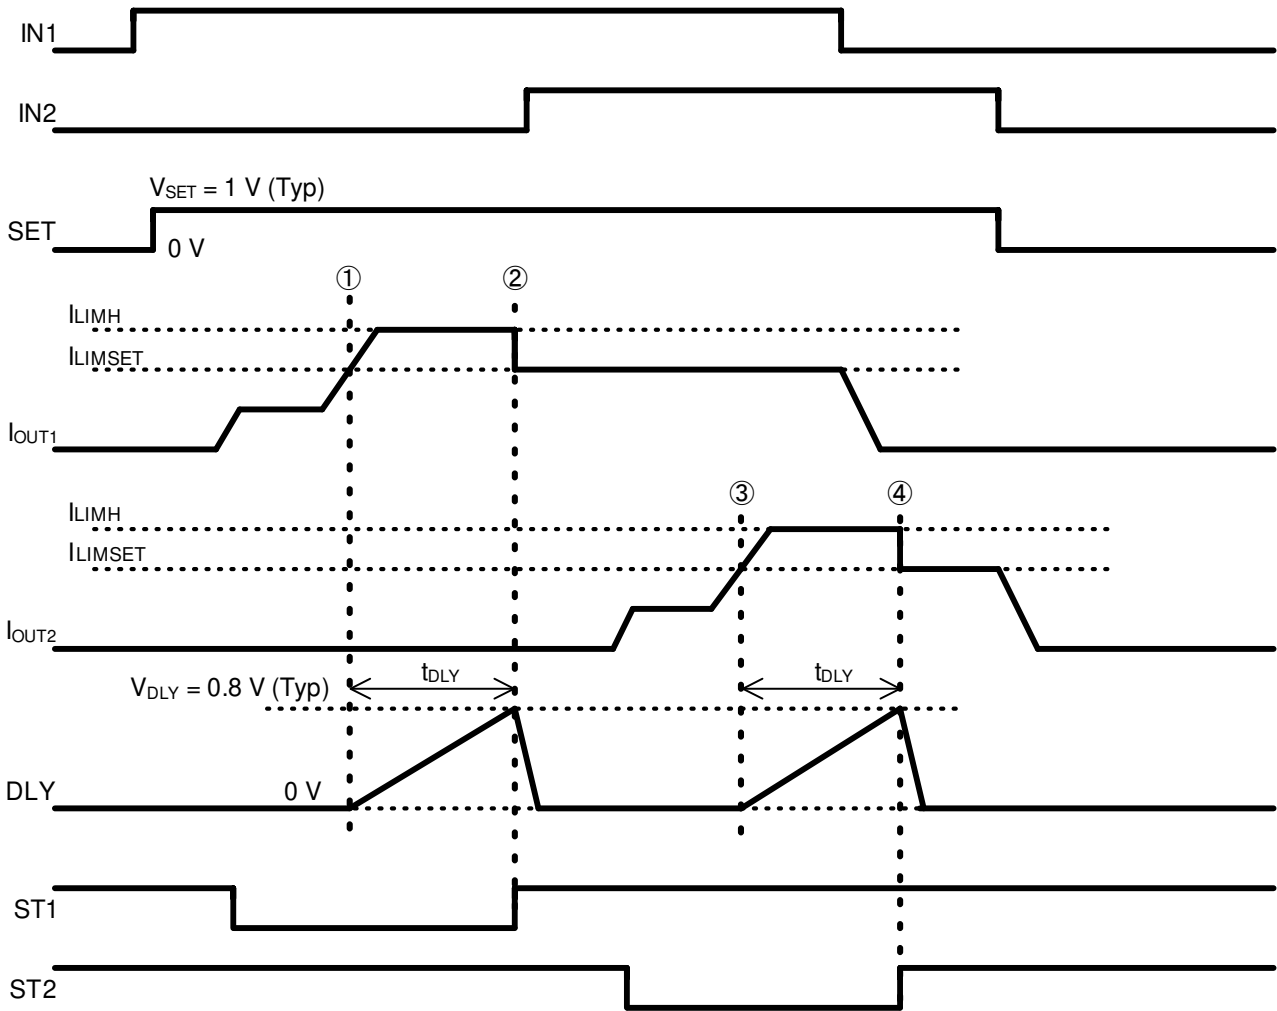 IN1
IN2
VSET = 1 V (Typ)
SET
0 V
① ②
ILIMH
ILIMSET
IOUT1
③ ④
ILIMH
ILIMSET
IOUT2
tDLY tDLY
VDLY = 0.8 V (Typ)
DLY
0 V
ST1
ST2